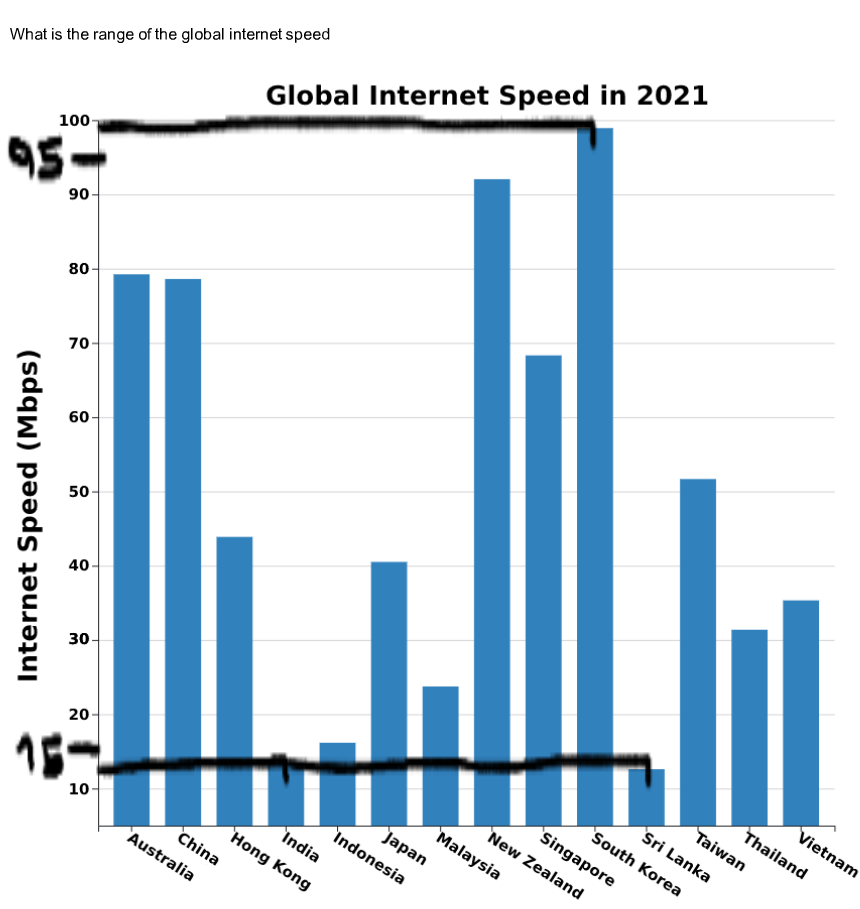 What is the range of the global internet speed
Global Internet Speed in 2021
100
95
90
80
70
60
50
40
30
20
15
10
Internet Speed (Mbps)
Australia
China
Hong Kong
India
Indonesia
Japan
Malaysia
New Zealand
Singapore
South Korea
Sri Lanka
Taiwan
Thailand
Vietnam